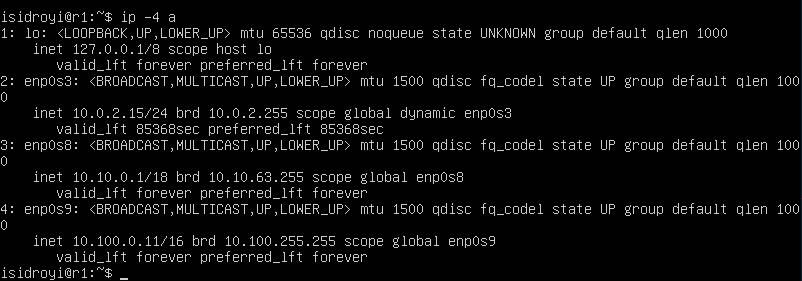 isidroyi@r1:~$ ip -4 a
1: lo: <LOOPBACK,UP,LOWER_UP> mtu 65536 qdisc noqueue state UNKNOWN group default qlen 1000
    inet 127.0.0.1/8 scope host lo
       valid_lft forever preferred_lft forever
2: enp0s3: <BROADCAST,MULTICAST,UP,LOWER_UP> mtu 1500 qdisc fq_codel state UP group default qlen 100
0
    inet 10.0.2.15/24 brd 10.0.2.255 scope global dynamic enp0s3
       valid_lft 85368sec preferred_lft 85368sec
3: enp0s8: <BROADCAST,MULTICAST,UP,LOWER_UP> mtu 1500 qdisc fq_codel state UP group default qlen 100
0
    inet 10.10.0.1/18 brd 10.10.63.255 scope global enp0s8
       valid_lft forever preferred_lft forever
4: enp0s9: <BROADCAST,MULTICAST,UP,LOWER_UP> mtu 1500 qdisc fq_codel state UP group default qlen 100
0
    inet 10.100.0.11/16 brd 10.100.255.255 scope global enp0s9
       valid_lft forever preferred_lft forever
isidroyi@r1:~$ _